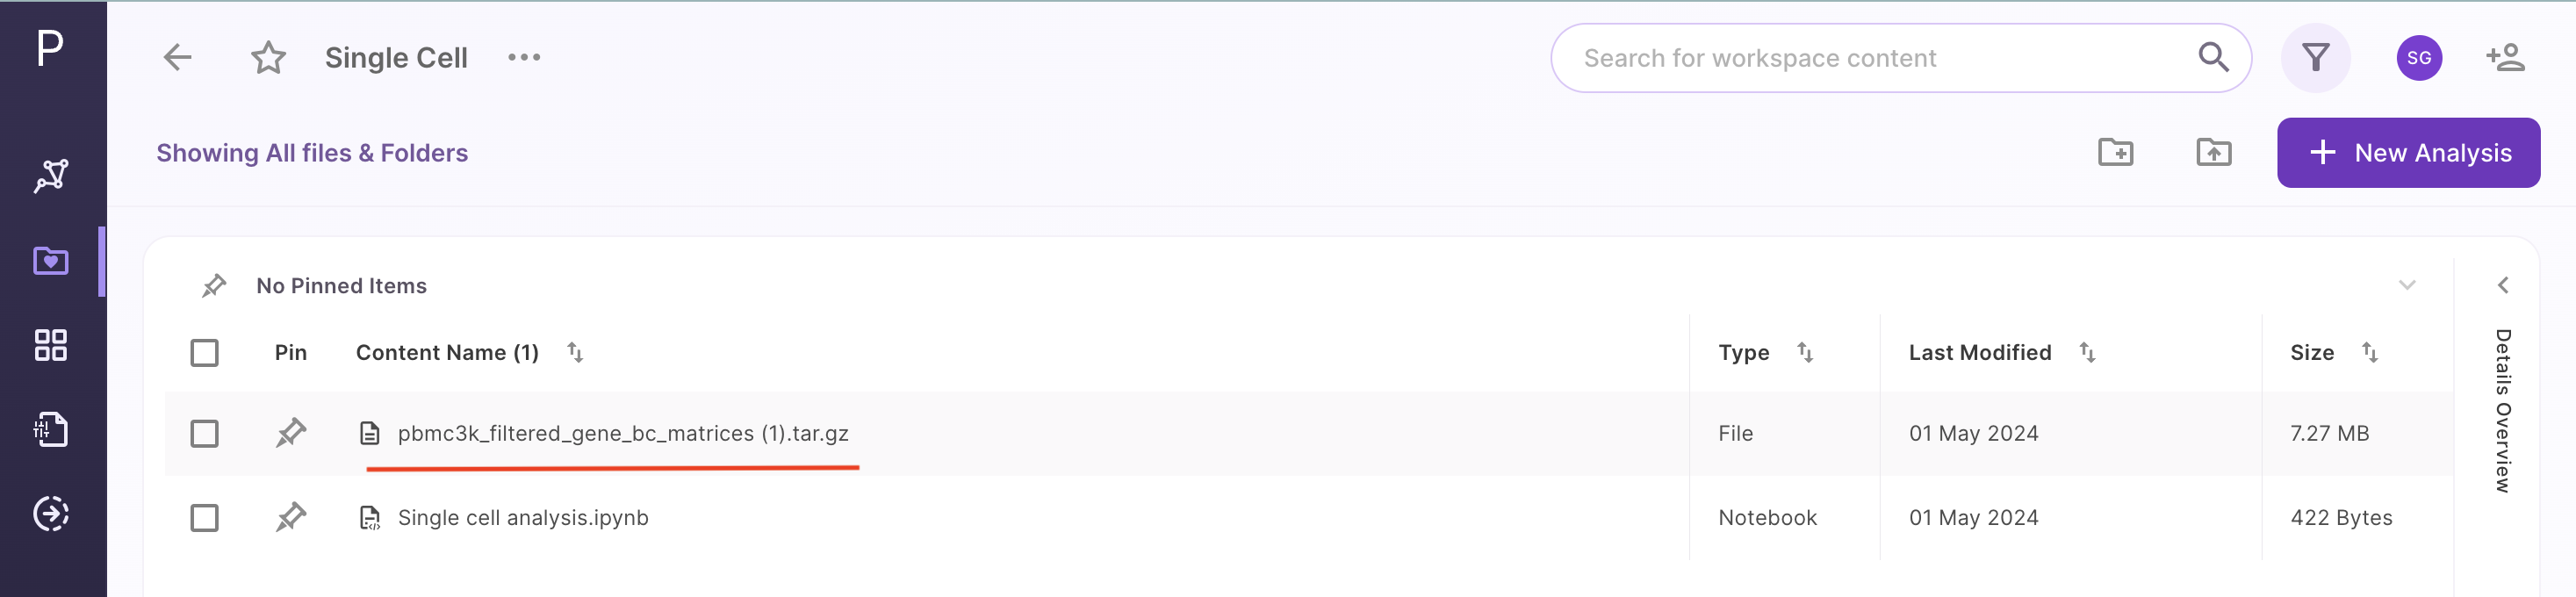 P
Single Cell
Search for workspace content
SG
Showing All files & Folders
New Analysis
No Pinned Items
Pin Content Name (1) Type Last Modified Size
pbmc3k_filtered_gene_bc_matrices (1).tar.gz File 01 May 2024 7.27 MB
Single cell analysis.ipynb Notebook 01 May 2024 422 Bytes
Details Overview